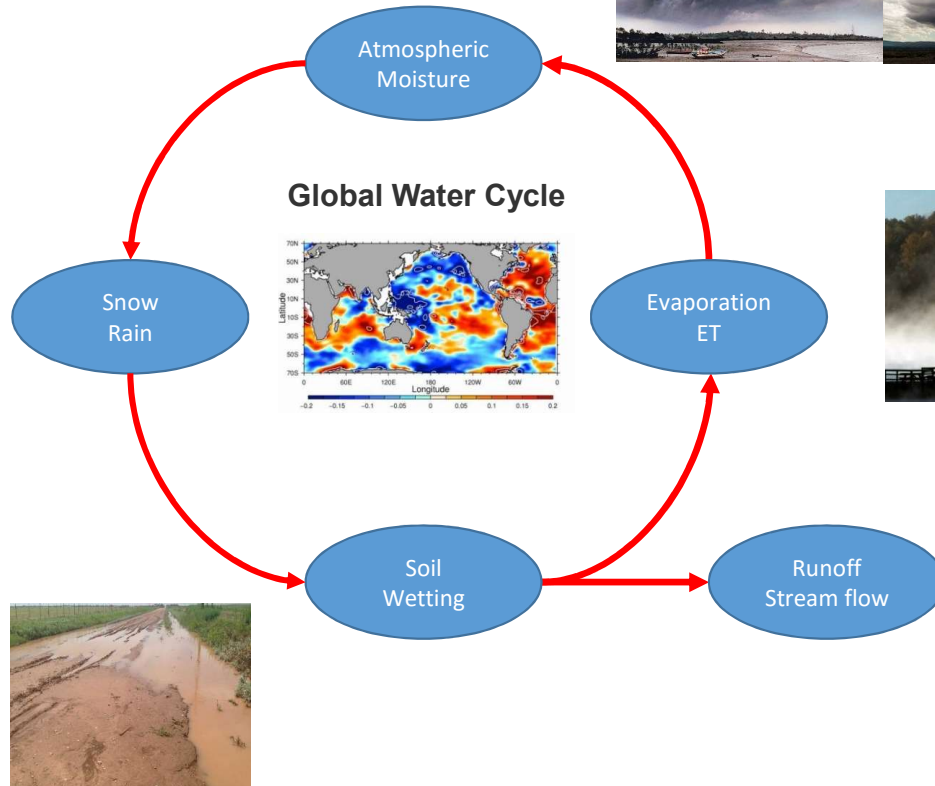 Atmospheric
Moisture
Global Water Cycle
Snow
Rain
Evaporation
ET
Latitude
70N
50N
30N
10N
10S
30S
50S
70S
0 60E 120E 180 120W 60W 0
Longitude
−0.2 −0.15 −0.1 −0.05 0 0.05 0.1 0.15 0.2
Soil
Wetting
Runoff
Stream flow